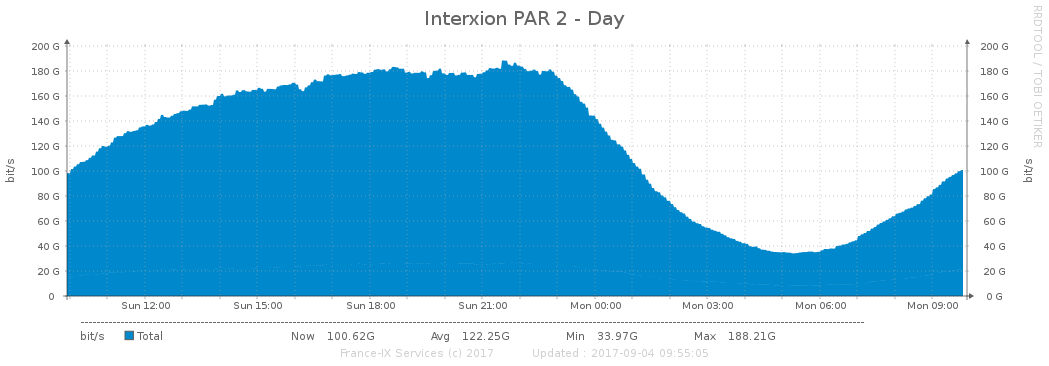 Interxion PAR 2 - Day
RRDTOOL / TOBI OETIKER
bit/s
bit/s
200 G 200 G
180 G 180 G
160 G 160 G
140 G 140 G
120 G 120 G
100 G 100 G
80 G 80 G
60 G 60 G
40 G 40 G
20 G 20 G
0 0 G
Sun 12:00 Sun 15:00 Sun 18:00 Sun 21:00 Mon 00:00 Mon 03:00 Mon 06:00 Mon 09:00
bit/s Total Now 100.62G Avg 122.25G Min 33.97G Max 188.21G
France-IX Services (c) 2017 Updated : 2017-09-04 09:55:05